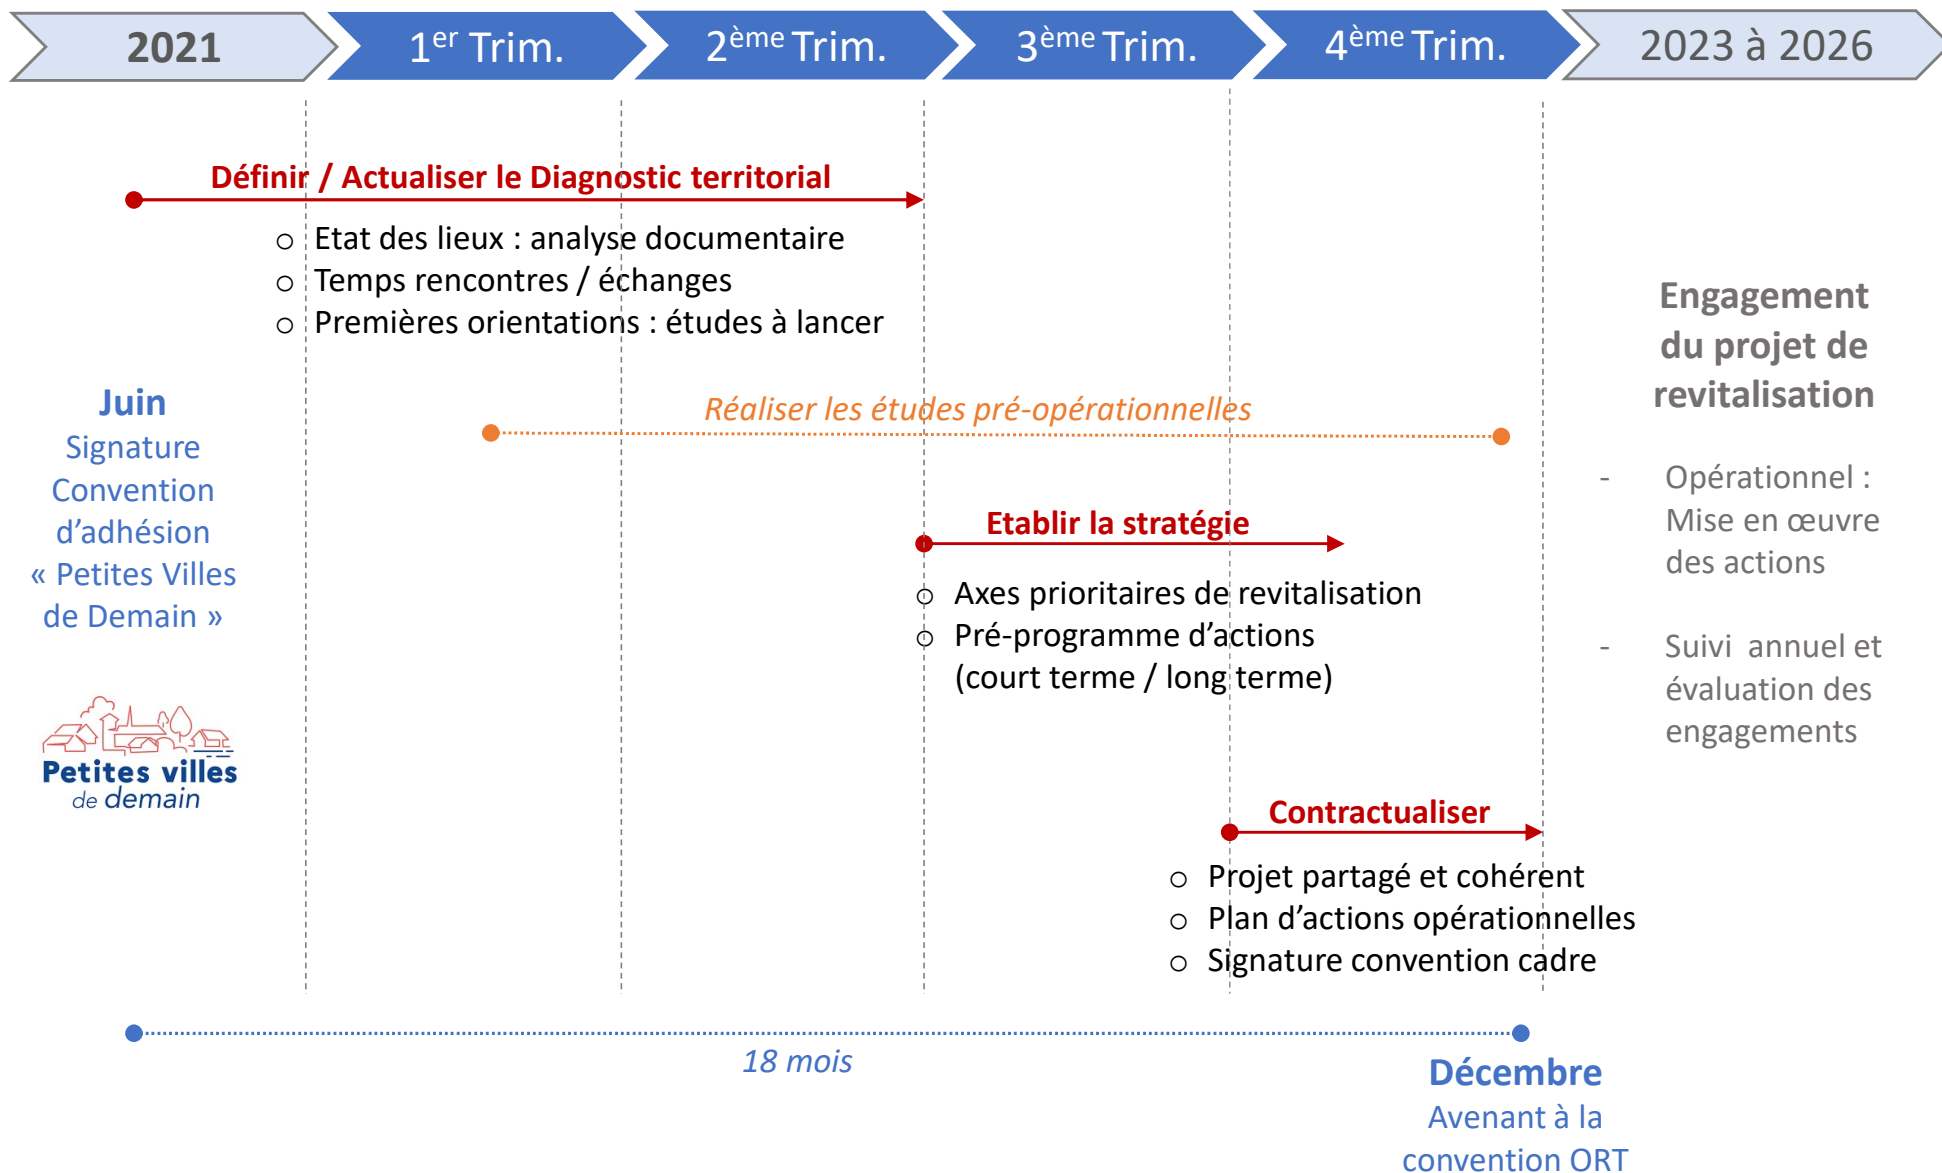 2021
1er Trim.
2ème Trim.
3ème Trim.
4ème Trim.
2023 à 2026
Définir / Actualiser le Diagnostic territorial
o Etat des lieux : analyse documentaire
o Temps rencontres / échanges
o Premières orientations : études à lancer
Juin
Signature
Convention
d'adhésion
« Petites Villes
de Demain »
Petites villes
de demain
Réaliser les études pré-opérationnelles
Etablir la stratégie
o Axes prioritaires de revitalisation
o Pré-programme d'actions
(court terme / long terme)
Contractualiser
o Projet partagé et cohérent
o Plan d'actions opérationnelles
o Signature convention cadre
Engagement
du projet de
revitalisation
- Opérationnel :
Mise en œuvre
des actions
- Suivi annuel et
évaluation des
engagements
18 mois
Décembre
Avenant à la
convention ORT